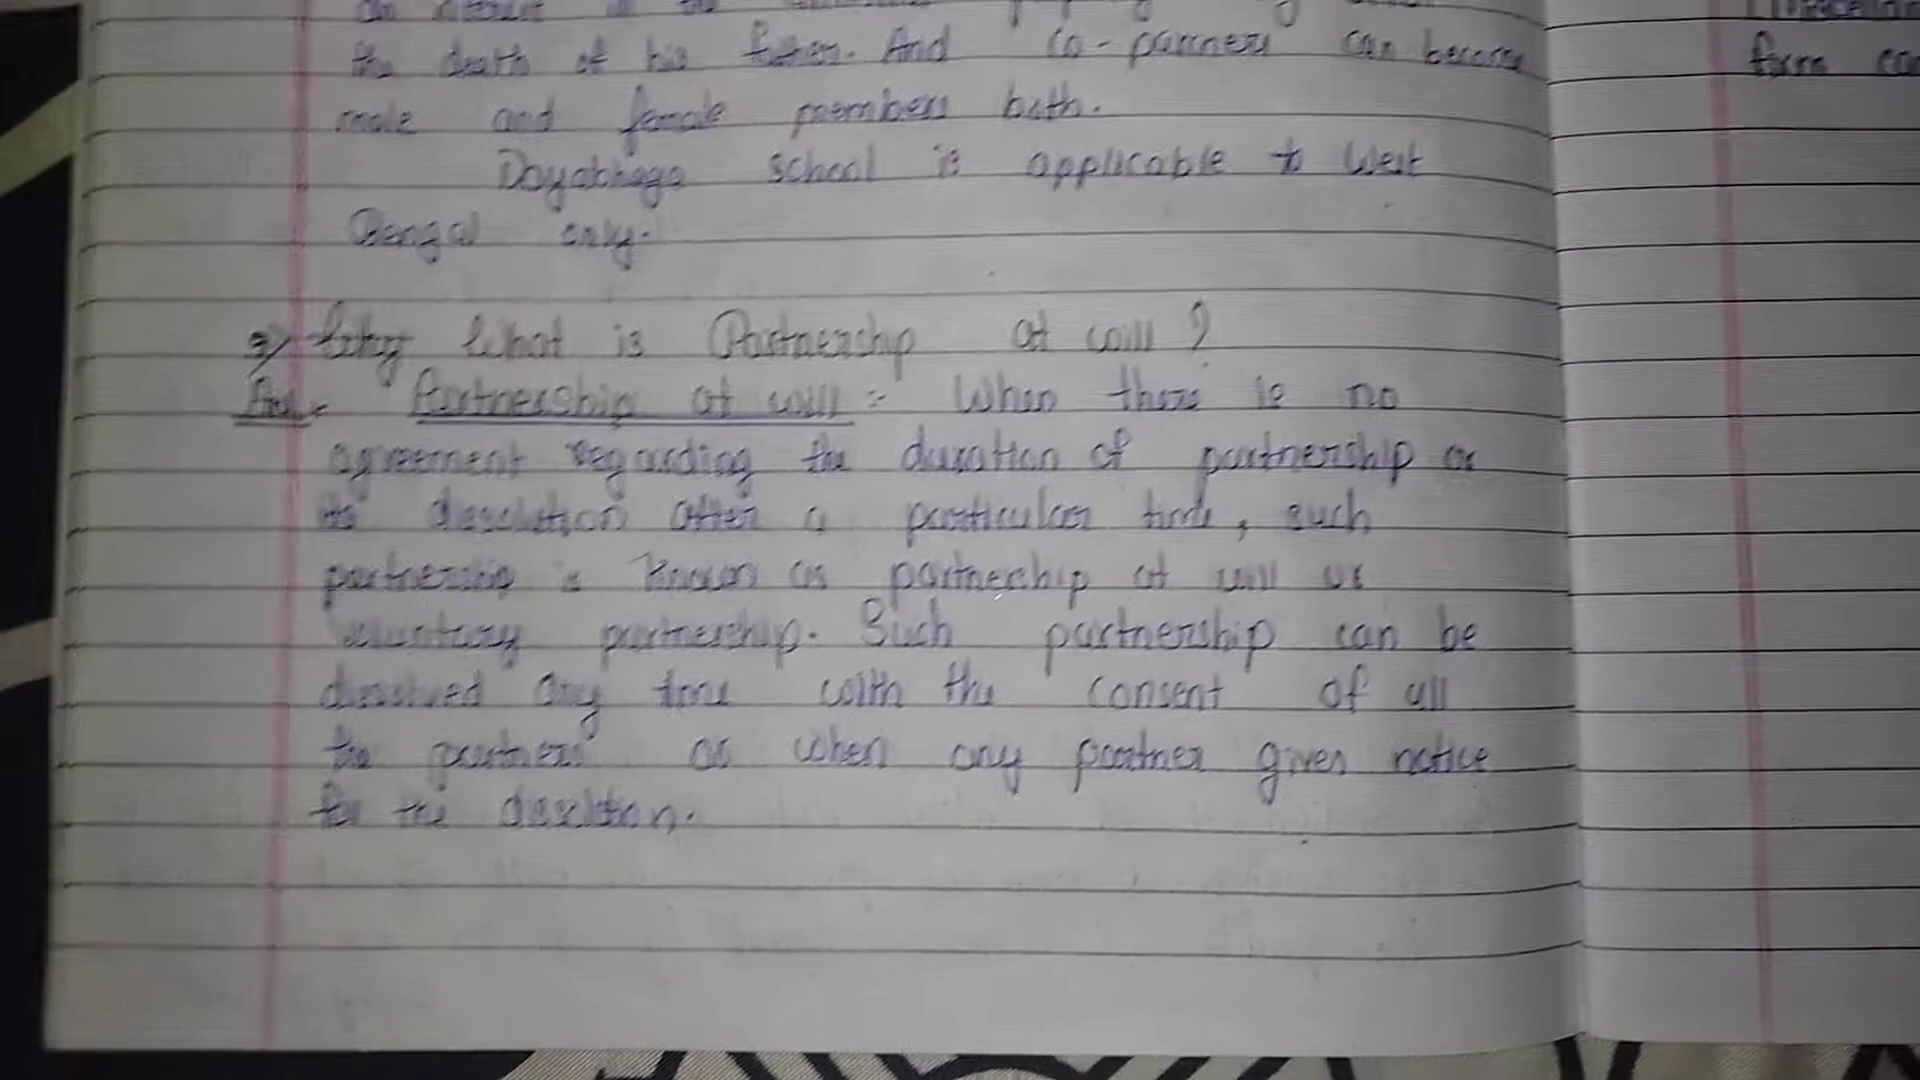 the death of his father. And co-parners can become
male and female members both.
Dayabhaga school is applicable to West
Bengal only.
3) What is Partnership at will?
Ans:- Partnership at will :- When there is no
agreement regarding the duration of partnership or
its dissolution after a particular time, such
partnership is known as partnership at will or
voluntary partnership. Such partnership can be
dissolved any time with the consent of all
the partners or when any partner gives notice
for the
form